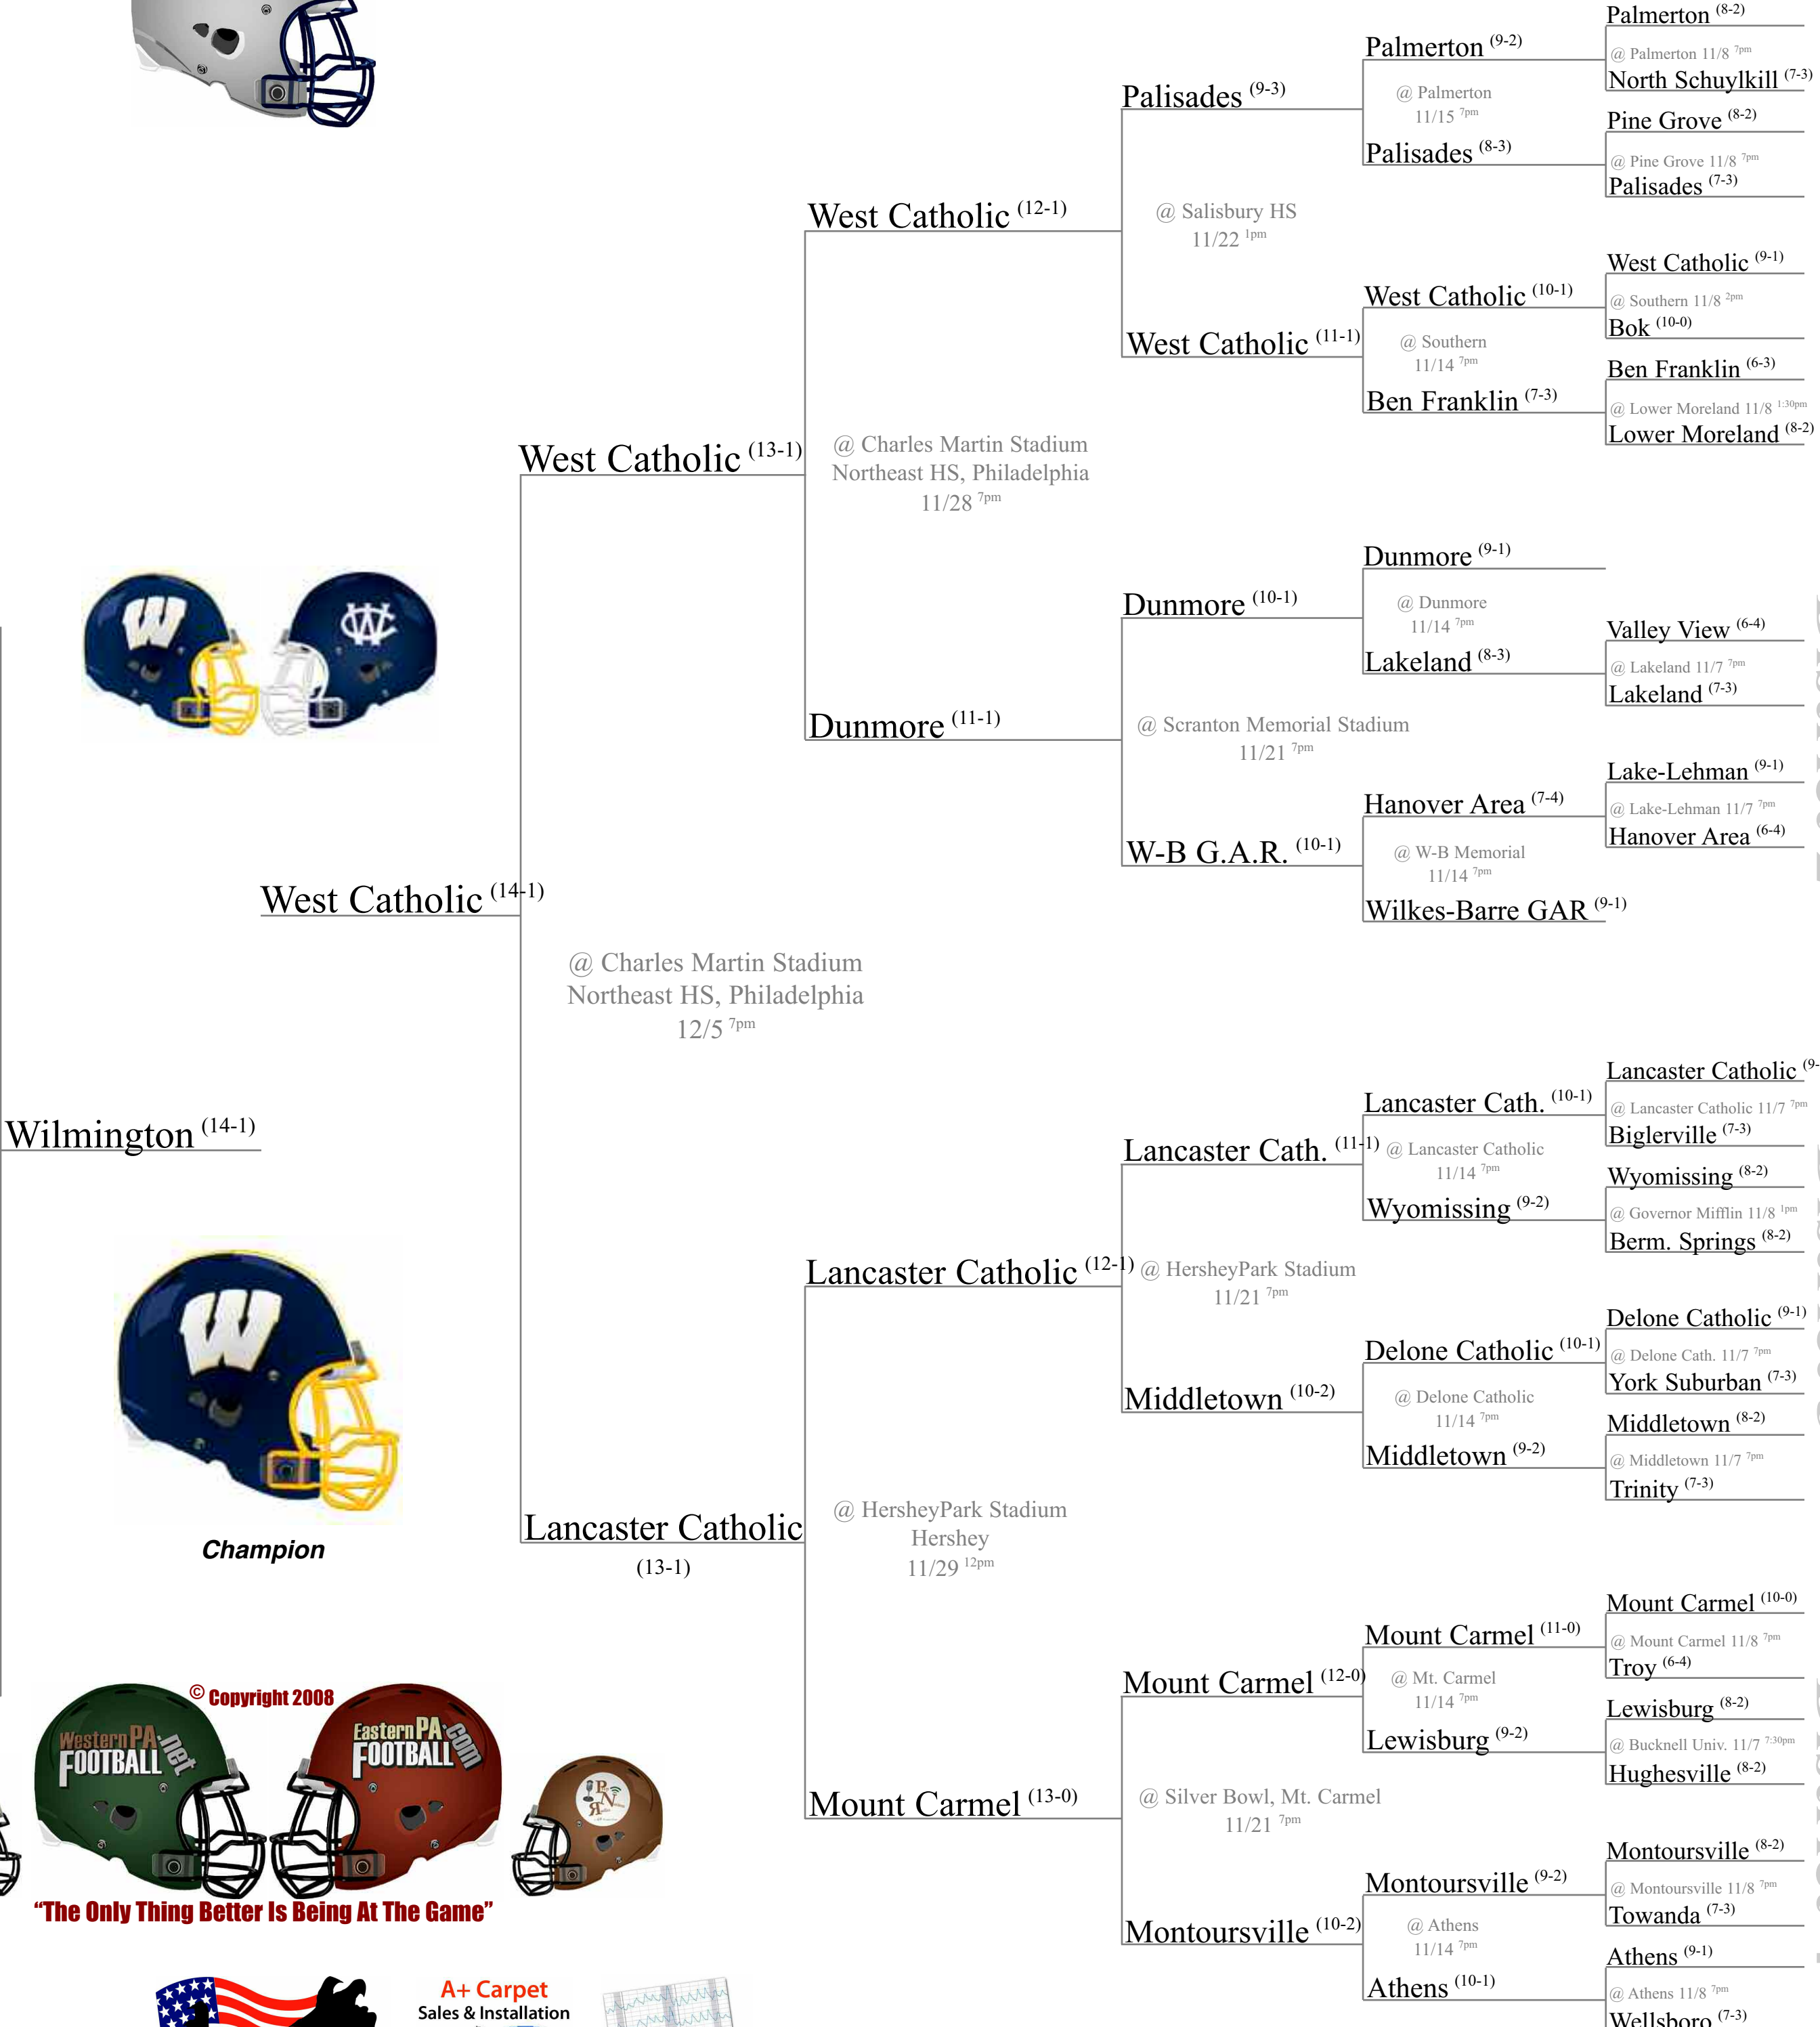 Palmerton (8-2)
@ Palmerton 11/8 7pm
North Schuylkill (7-3)
Pine Grove (8-2)
@ Pine Grove 11/8 7pm
Palisades (7-3)
West Catholic (9-1)
@ Southern 11/8 2pm
Bok (10-0)
Ben Franklin (6-3)
@ Lower Moreland 11/8 1:30pm
Lower Moreland (8-2)
Valley View (6-4)
@ Lakeland 11/7 7pm
Lakeland (7-3)
Lake-Lehman (9-1)
@ Lake-Lehman 11/7 7pm
Hanover Area (6-4)
Lancaster Catholic (9-
@ Lancaster Catholic 11/7 7pm
Biglerville (7-3)
Wyomissing (8-2)
@ Governor Mifflin 11/8 1pm
Berm. Springs (8-2)
Delone Catholic (9-1)
@ Delone Cath. 11/7 7pm
York Suburban (7-3)
Middletown (8-2)
@ Middletown 11/7 7pm
Trinity (7-3)
Mount Carmel (10-0)
@ Mount Carmel 11/8 7pm
Troy (6-4)
Lewisburg (8-2)
@ Bucknell Univ. 11/7 7:30pm
Hughesville (8-2)
Montoursville (8-2)
@ Montoursville 11/8 7pm
Towanda (7-3)
Athens (9-1)
@ Athens 11/8 7pm
Wellsboro (7-3)
Palmerton (9-2)
@ Palmerton
11/15 7pm
Palisades (8-3)
West Catholic (10-1)
@ Southern
11/14 7pm
Ben Franklin (7-3)
Dunmore (9-1)
@ Dunmore
11/14 7pm
Lakeland (8-3)
Hanover Area (7-4)
@ W-B Memorial
11/14 7pm
Wilkes-Barre GAR (9-1)
Lancaster Cath. (10-1)
@ Lancaster Catholic
11/14 7pm
Wyomissing (9-2)
Delone Catholic (10-1)
@ Delone Catholic
11/14 7pm
Middletown (9-2)
Mount Carmel (11-0)
@ Mt. Carmel
11/14 7pm
Lewisburg (9-2)
Montoursville (9-2)
@ Athens
11/14 7pm
Athens (10-1)
Palisades (9-3)
@ Salisbury HS
11/22 1pm
West Catholic (11-1)
Dunmore (10-1)
@ Scranton Memorial Stadium
11/21 7pm
W-B G.A.R. (10-1)
Lancaster Cath. (11-1)
@ HersheyPark Stadium
11/21 7pm
Middletown (10-2)
Mount Carmel (12-0)
@ Silver Bowl, Mt. Carmel
11/21 7pm
Montoursville (10-2)
West Catholic (12-1)
@ Charles Martin Stadium
Northeast HS, Philadelphia
11/28 7pm
Dunmore (11-1)
Lancaster Catholic (12-1)
@ HersheyPark Stadium
Hershey
11/29 12pm
Mount Carmel (13-0)
West Catholic (13-1)
@ Charles Martin Stadium
Northeast HS, Philadelphia
12/5 7pm
Lancaster Catholic
(13-1)
West Catholic (14-1)
Wilmington (14-1)
W
WC
W
Champion
© Copyright 2008
WesternPA.net
FOOTBALL
EasternPA.com
FOOTBALL
"The Only Thing Better Is Being At The Game"
A+ Carpet
Sales & Installation